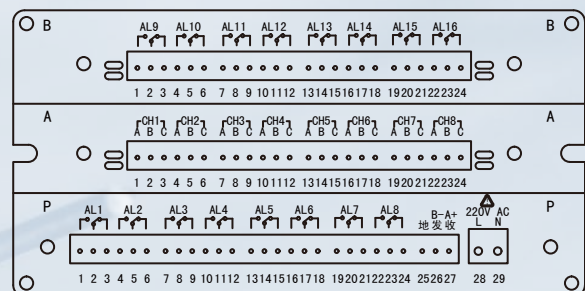 B AL9 AL10 AL11 AL12 AL13 AL14 AL15 AL16 B
1 2 3 4 5 6 7 8 9 10 11 12 13 14 15 16 17 18 19 20 21 22 23 24
A CH1 CH2 CH3 CH4 CH5 CH6 CH7 CH8 A
A B C A B C A B C A B C A B C A B C A B C A B C
1 2 3 4 5 6 7 8 9 10 11 12 13 14 15 16 17 18 19 20 21 22 23 24
P AL1 AL2 AL3 AL4 AL5 AL6 AL7 AL8 B- A+ 220V AC P
地 发 收 L N
1 2 3 4 5 6 7 8 9 10 11 12 13 14 15 16 17 18 19 20 21 22 23 24 25 26 27 28 29